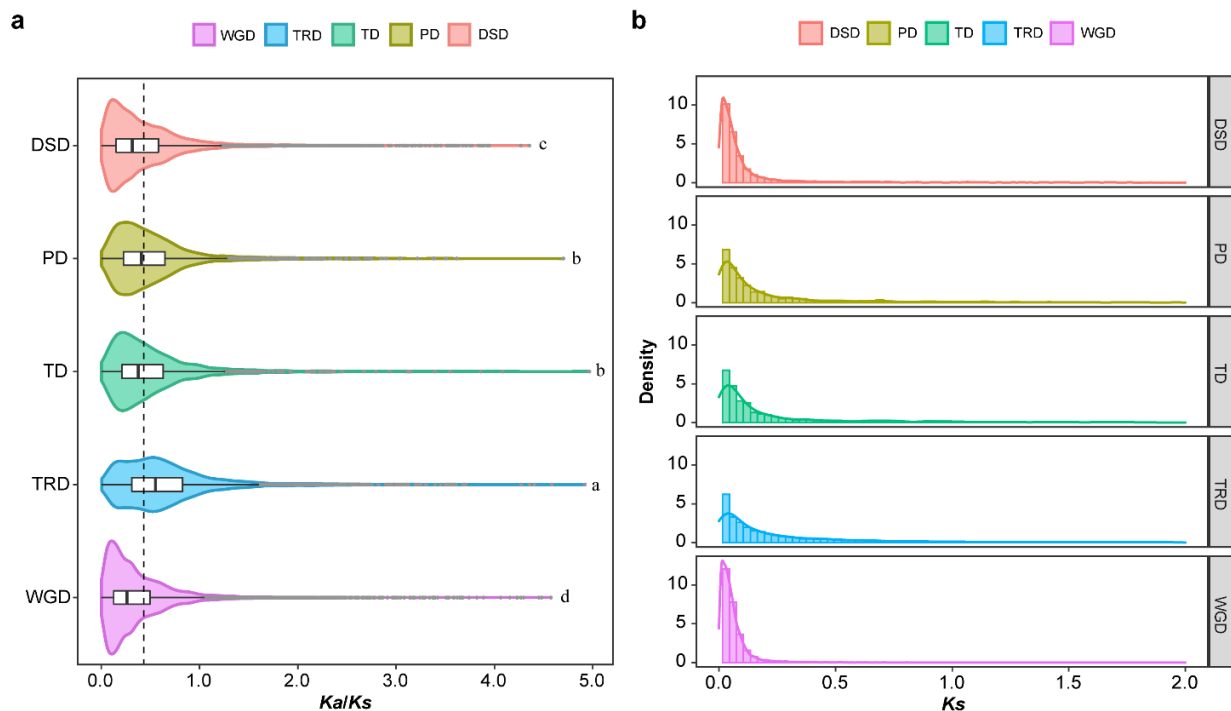 a
WGD TRD TD PD DSD
DSD
c
PD
b
TD
b
TRD
a
WGD
d
0.0 1.0 2.0 3.0 4.0 5.0
Ka/Ks
b
DSD PD TD TRD WGD
Density
10
5
0
DSD
10
5
0
PD
10
5
0
TD
10
5
0
TRD
10
5
0
WGD
0.0 0.5 1.0 1.5 2.0
Ks